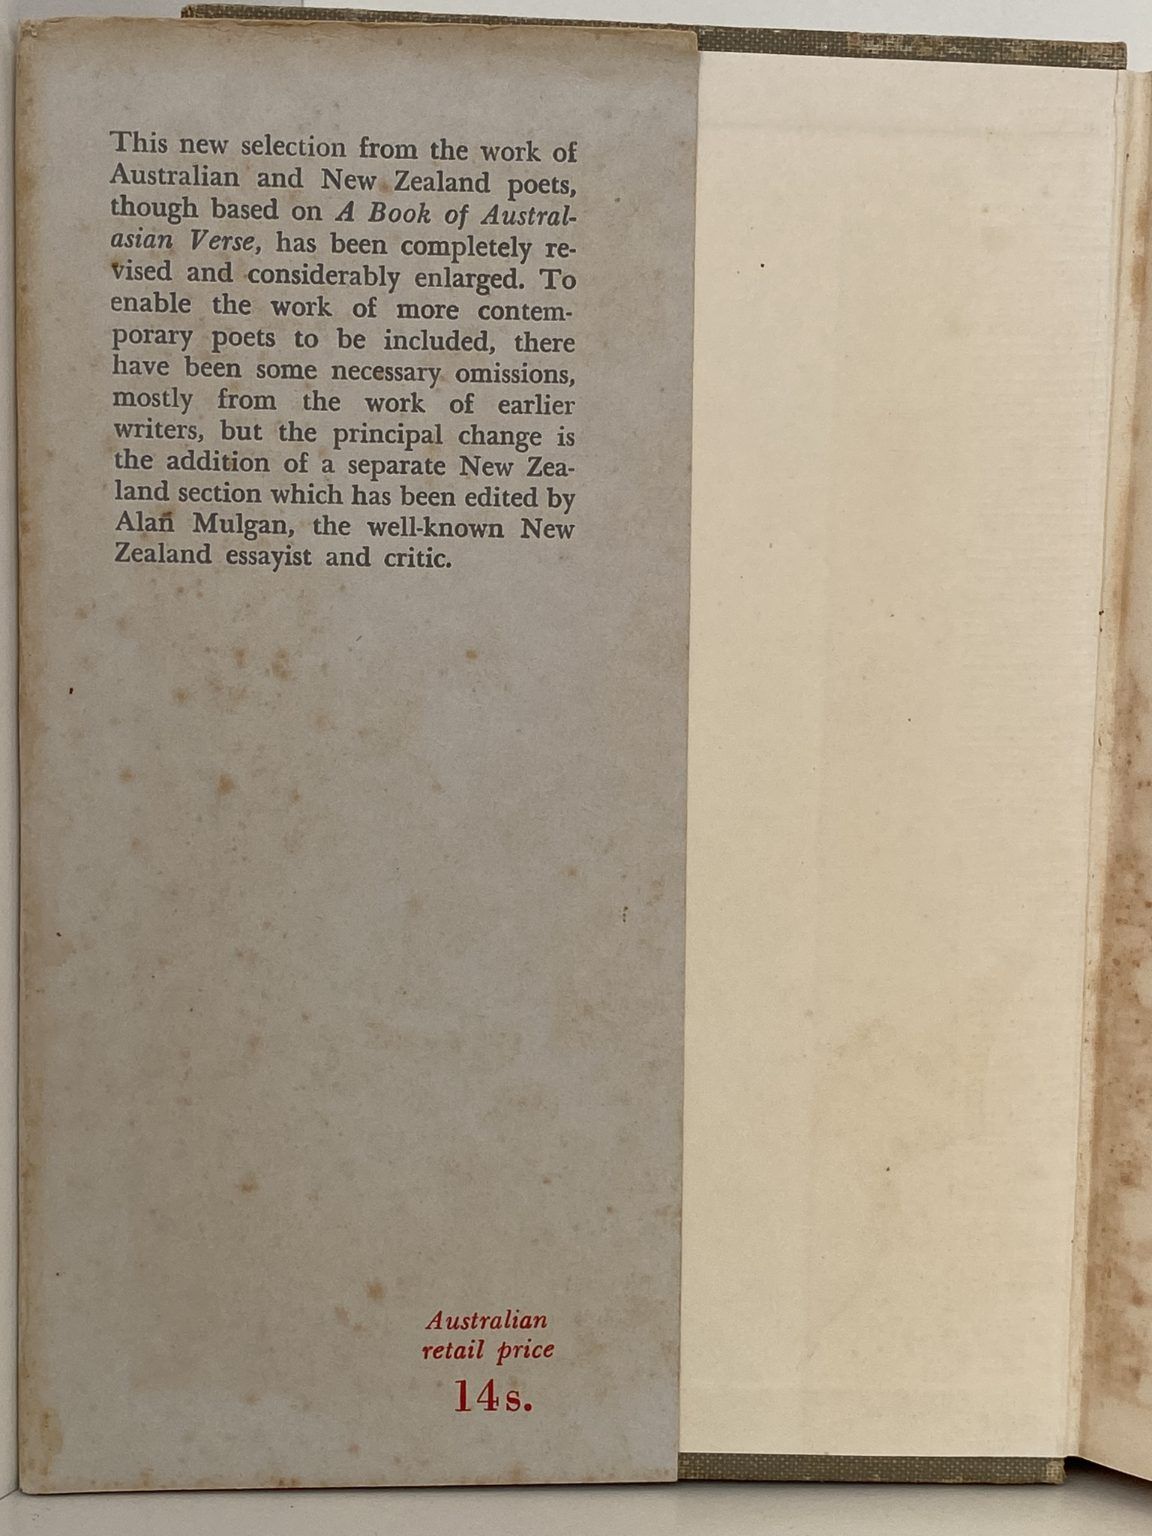 This new selection from the work of
Australian and New Zealand poets,
though based on A Book of Austral-
asian Verse, has been completely re-
vised and considerably enlarged. To
enable the work of more contem-
porary poets to be included, there
have been some necessary omissions,
mostly from the work of earlier
writers, but the principal change is
the addition of a separate New Zea-
land section which has been edited by
Alan Mulgan, the well-known New
Zealand essayist and critic.
Australian
retail price
14s.